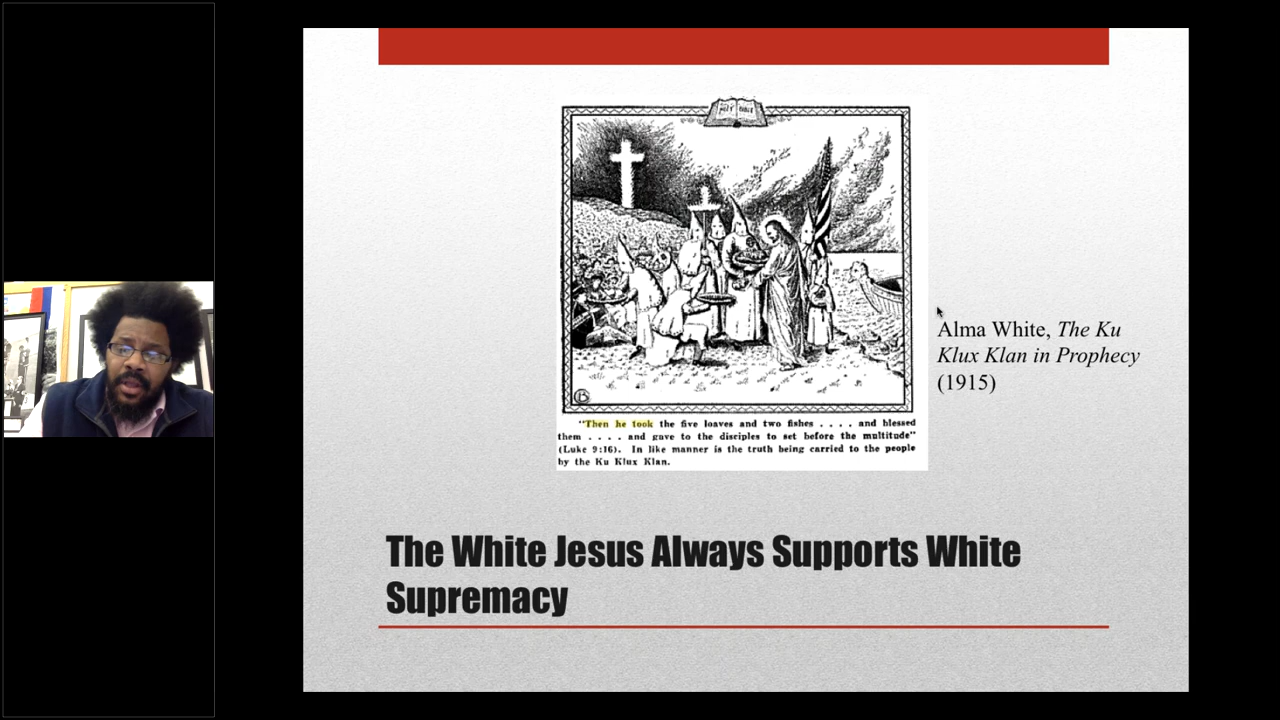 HOLY BIBLE
"Then he took the five loaves and two fishes . . . . and blessed
them . . . . and gave to the disciples to set before the multitude"
(Luke 9:16). In like manner is the truth being carried to the people
by the Ku Klux Klan.
Alma White, The Ku
Klux Klan in Prophecy
(1915)
The White Jesus Always Supports White
Supremacy